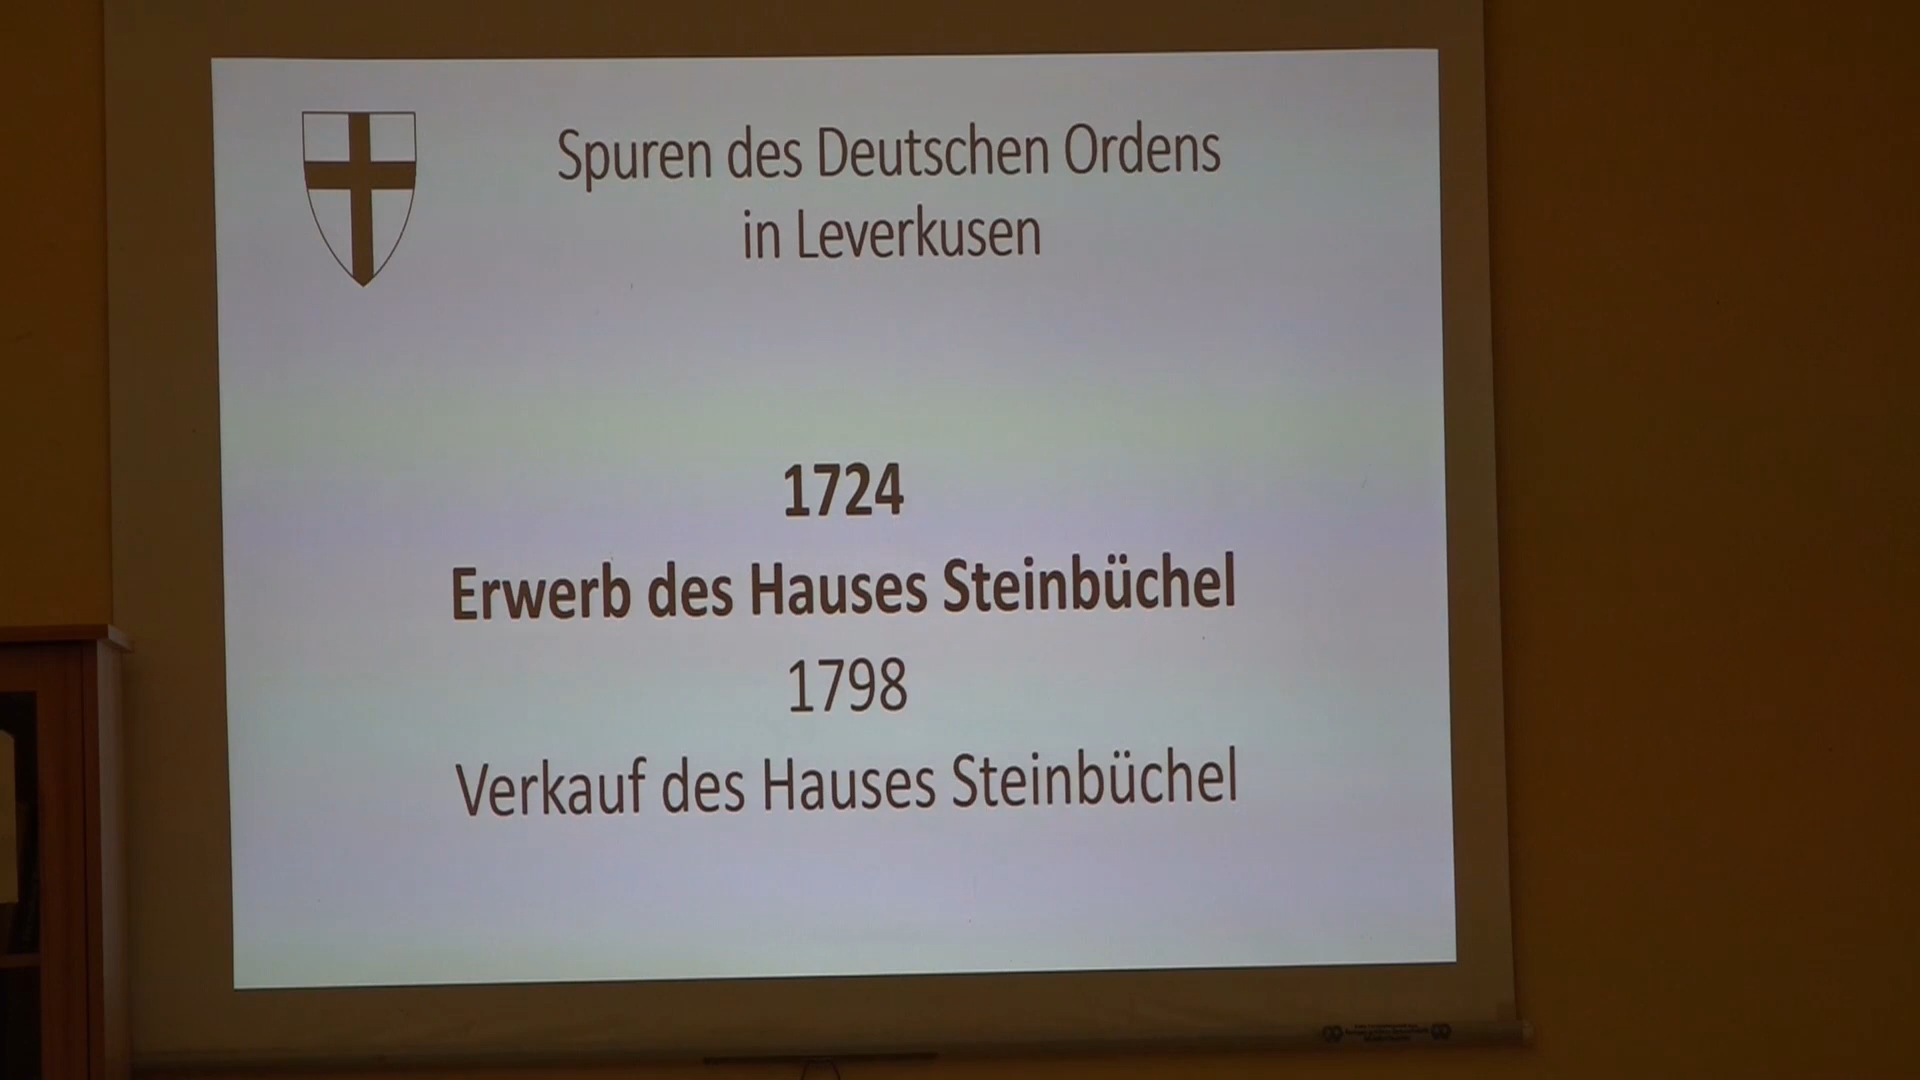 Spuren des Deutschen Ordens
in Leverkusen
1724
Erwerb des Hauses Steinbüchel
1798
Verkauf des Hauses Steinbüchel